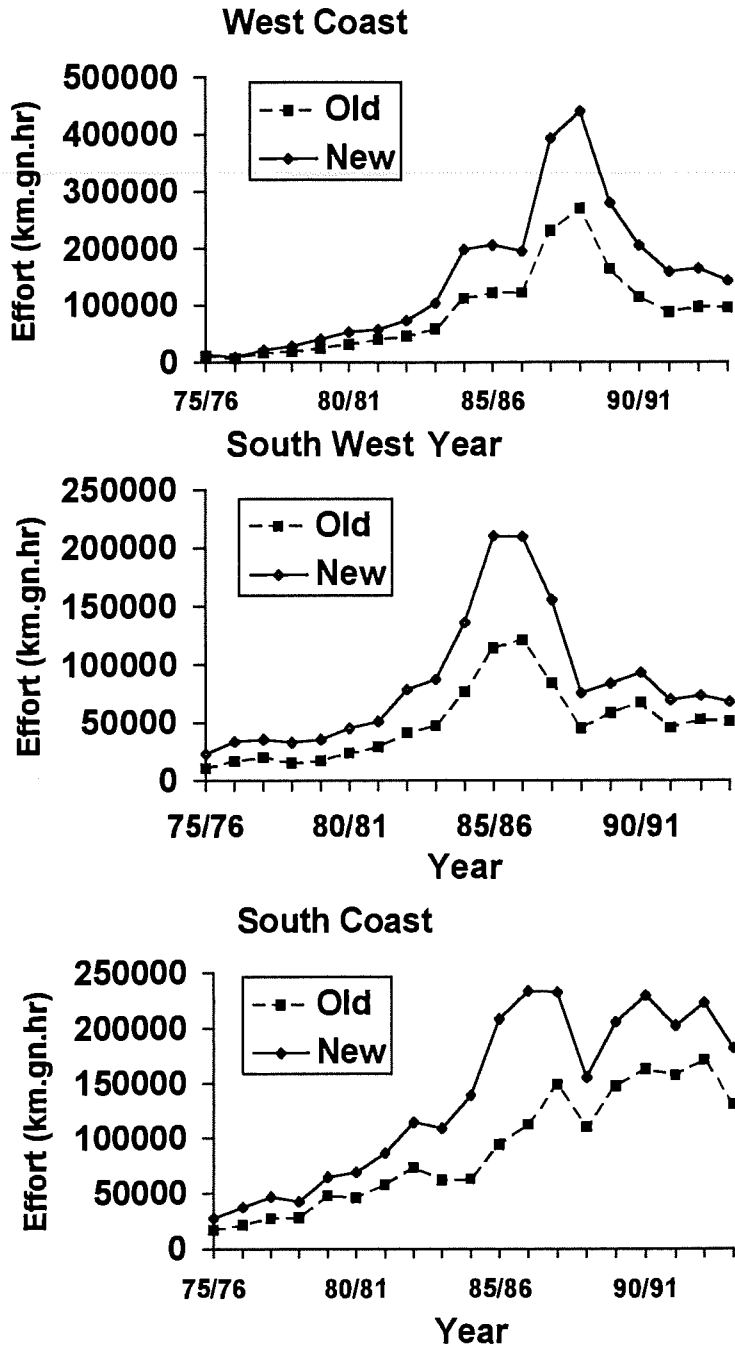 West Coast
Effort (km.gn.hr)
500000
400000
300000
200000
100000
0
Old
New
75/76 80/81 85/86 90/91
South West Year
Effort (km.gn.hr)
250000
200000
150000
100000
50000
0
Old
New
75/76 80/81 85/86 90/91
Year
South Coast
Effort (km.gn.hr)
250000
200000
150000
100000
50000
0
Old
New
75/76 80/81 85/86 90/91
Year